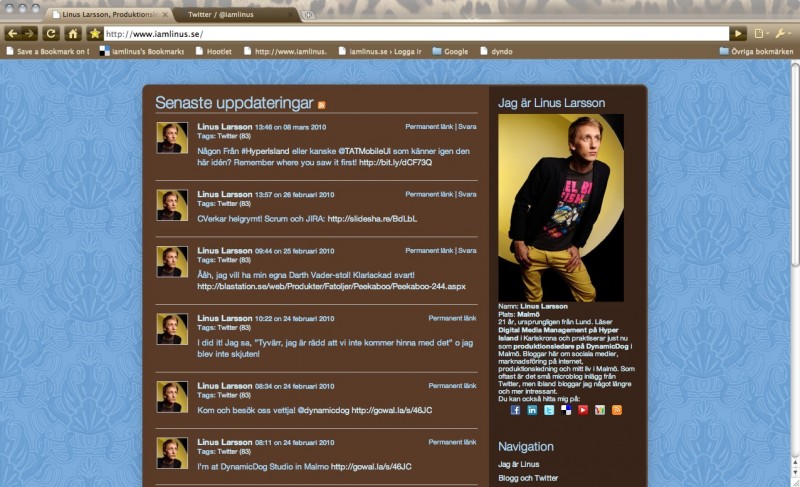 Linus Larsson, Produktionsl
Twitter / @iamlinus
http://www.iamlinus.se/
Save a Bookmark on D
iamlinus's Bookmarks
Hootlet
http://www.iamlinus.
iamlinus.se › Logga ir
Google
dyndo
Övriga bokmärken
Senaste uppdateringar
Linus Larsson 13:46 on 08 mars 2010
Permanent länk | Svara
Tags: Twitter (83)
Någon Från #HyperIsland eller kanske @TATMobileUI som känner igen den
här idén? Remember where you saw it first! http://bit.ly/dCF73Q
Linus Larsson 13:57 on 26 februari 2010
Permanent länk | Svara
Tags: Twitter (83)
CVerkar helgrymt! Scrum och JIRA: http://slidesha.re/BdLbL
Linus Larsson 09:44 on 25 februari 2010
Permanent länk | Svara
Tags: Twitter (83)
Ååh, jag vill ha min egna Darth Vader-stol! Klarlackad svart!
http://blastation.se/web/Produkter/Fatoljer/Peekaboo/Peekaboo-244.aspx
Linus Larsson 10:22 on 24 februari 2010
Permanent länk
Tags: Twitter (83)
I did it! Jag sa, "Tyvärr, jag är rädd att vi inte kommer hinna med det" o jag
blev inte skjuten!
Linus Larsson 08:34 on 24 februari 2010
Permanent länk
Tags: Twitter (83)
Kom och besök oss vettja! @dynamicdog http://gowal.la/s/46JC
Linus Larsson 08:11 on 24 februari 2010
Permanent länk
Tags: Twitter (83)
I'm at DynamicDog Studio in Malmo http://gowal.la/s/46JC
Jag är Linus Larsson
Namn: Linus Larsson
Plats: Malmö
21 år, ursprungligen från Lund. Läser
Digital Media Management på Hyper
Island i Karlskrona och praktiserar just nu
som produktionsledare på DynamicDog i
Malmö. Bloggar här om sociala medier,
marknadsföring på internet,
produktionsledning och mitt liv i Malmö. Som
oftast är det små microblog inlägg från
Twitter, men ibland bloggar jag något längre
och mer intressant.
Du kan också hitta mig på:
Navigation
Jag är Linus
Blogg och Twitter